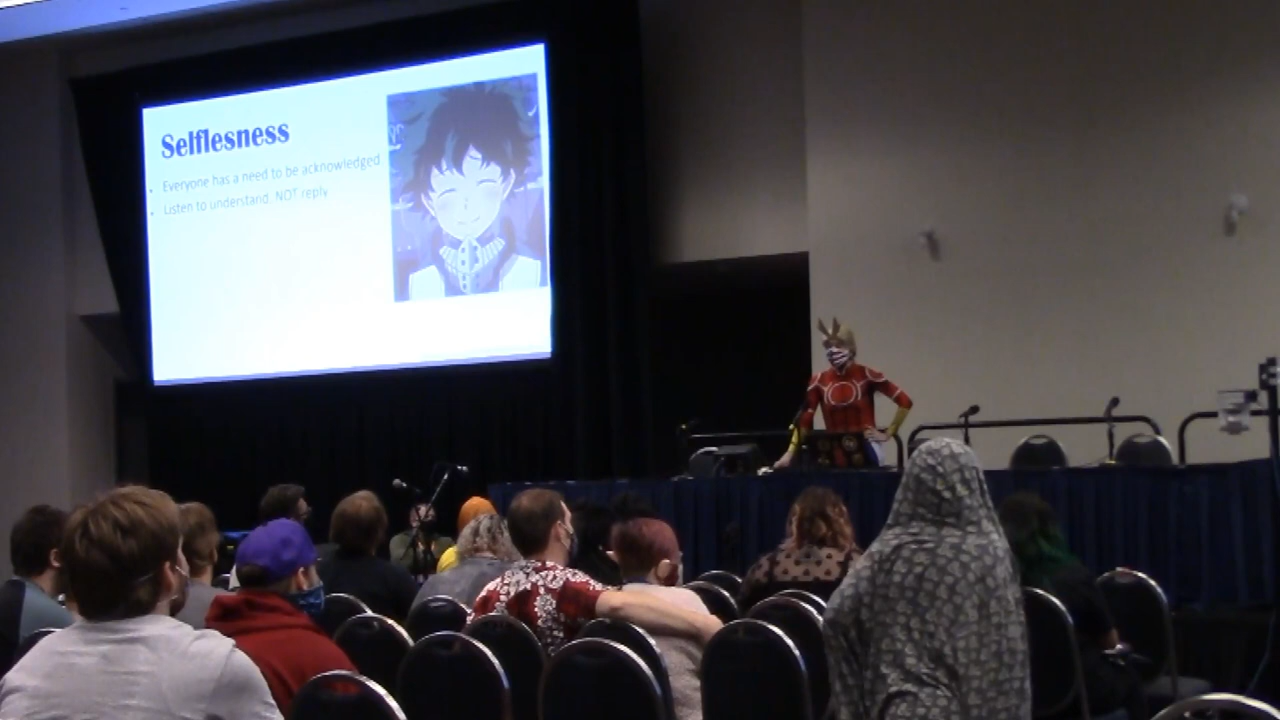 Selflesness
Everyone has a need to be acknowledged
Listen to understand. NOT reply